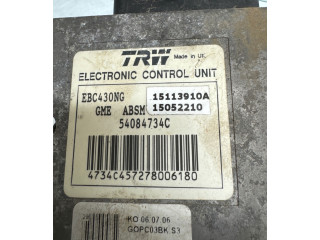 TRW
Made in UK
ELECTRONIC CONTROL UNIT
EBC430NG
15113910A
GME ABSM
15052210
54084734C
4734C457278006180
KO 06.07.06
GOPC03BK S3